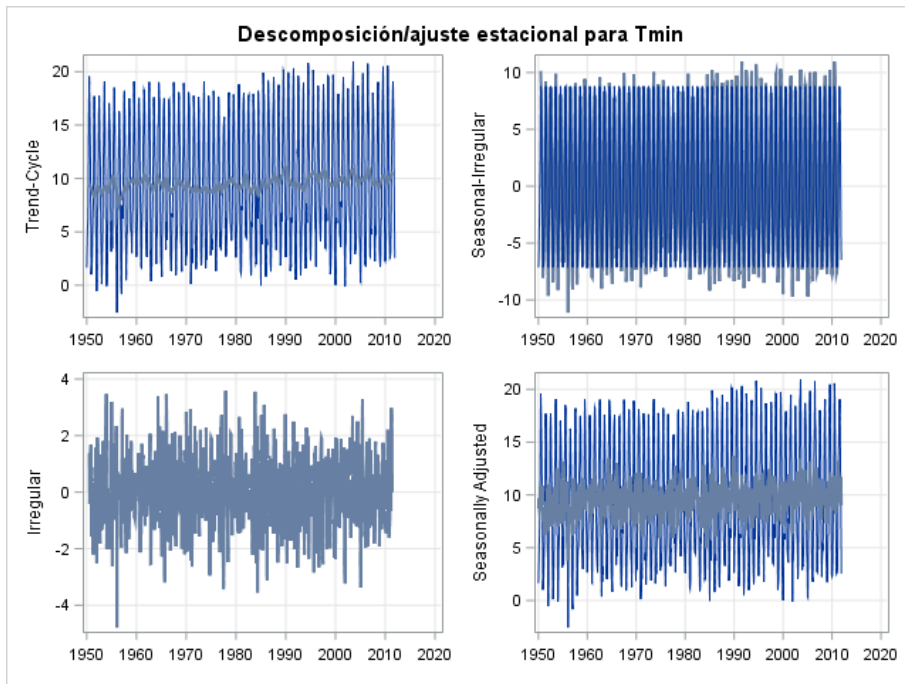 Descomposición/ajuste estacional para Tmin
Trend-Cycle
20
15
10
5
0
1950 1960 1970 1980 1990 2000 2010 2020
Seasonal-Irregular
10
5
0
-5
-10
1950 1960 1970 1980 1990 2000 2010 2020
Irregular
4
2
0
-2
-4
1950 1960 1970 1980 1990 2000 2010 2020
Seasonally Adjusted
20
15
10
5
0
1950 1960 1970 1980 1990 2000 2010 2020